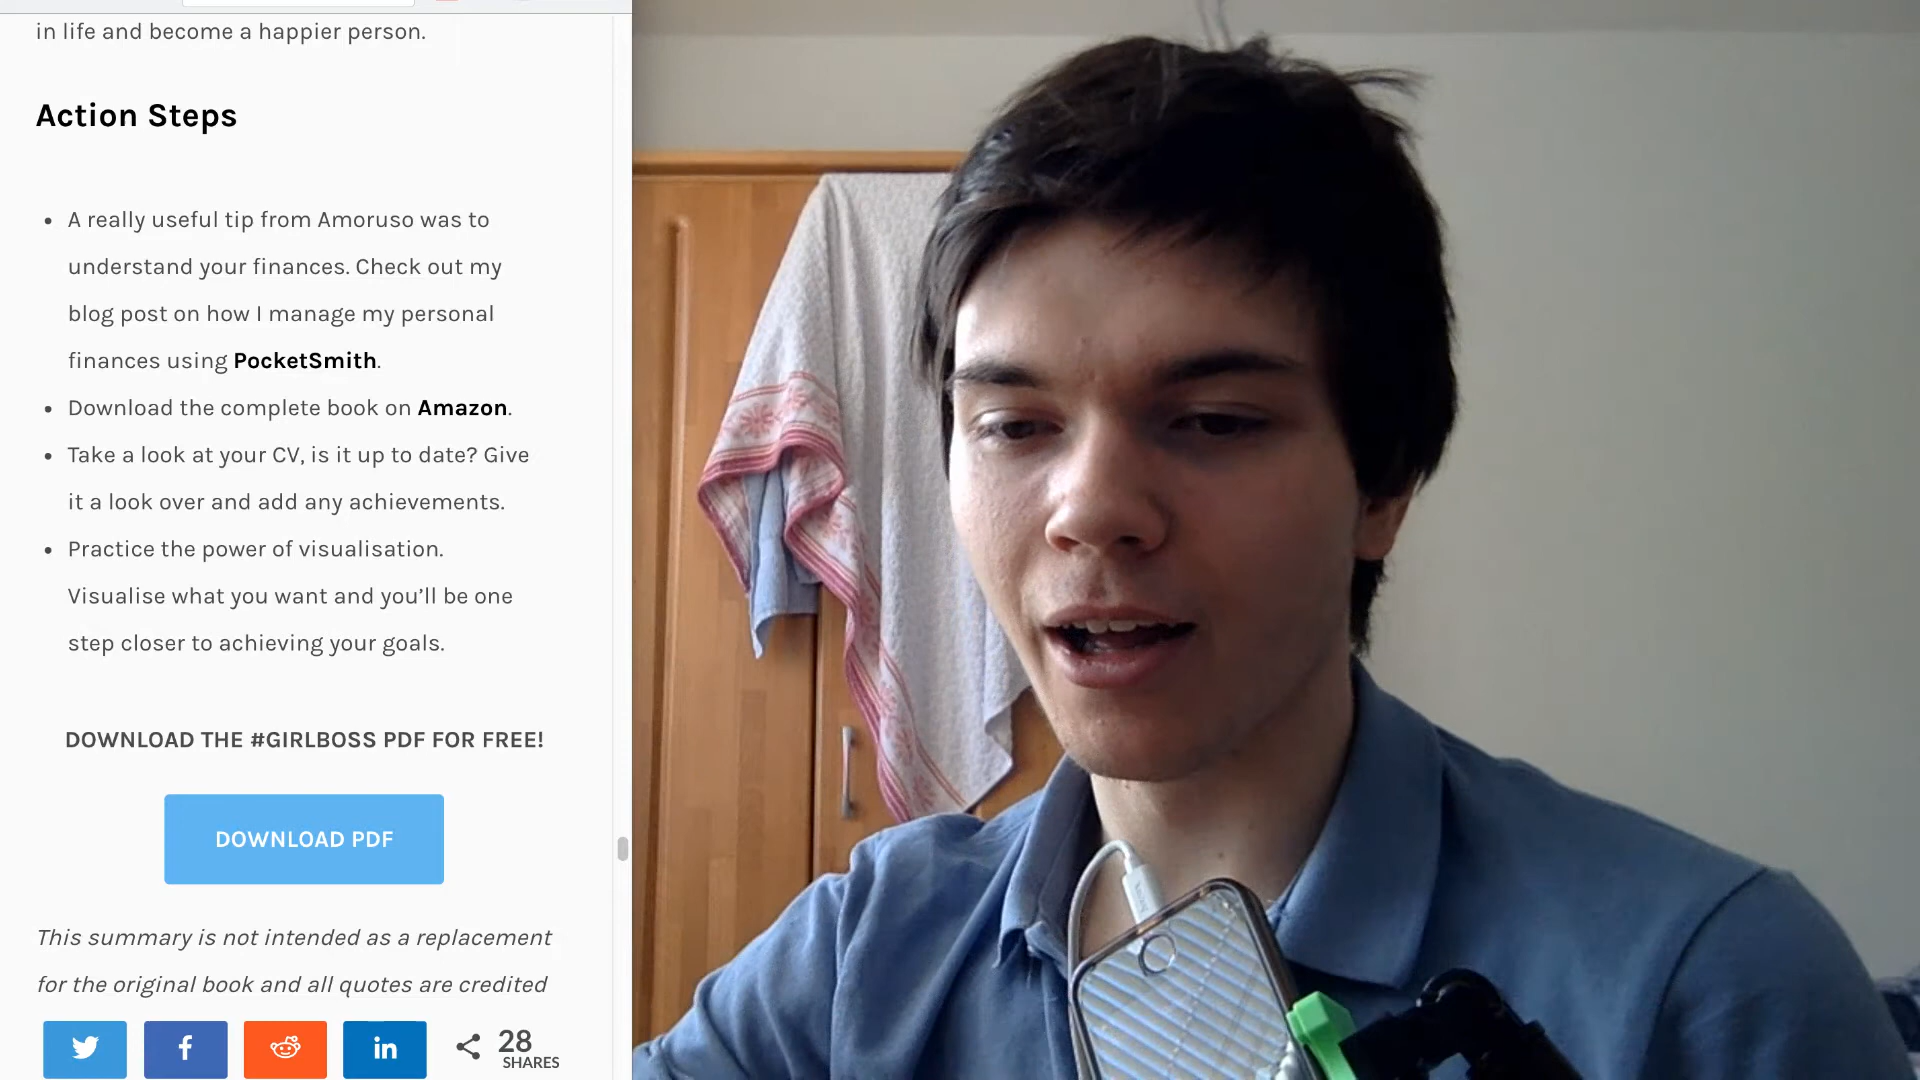 in life and become a happier person.
Action Steps
• A really useful tip from Amoruso was to
understand your finances. Check out my
blog post on how I manage my personal
finances using PocketSmith.
• Download the complete book on Amazon.
• Take a look at your CV, is it up to date? Give
it a look over and add any achievements.
• Practice the power of visualisation.
Visualise what you want and you’ll be one
step closer to achieving your goals.
DOWNLOAD THE #GIRLBOSS PDF FOR FREE!
DOWNLOAD PDF
This summary is not intended as a replacement
for the original book and all quotes are credited
28
SHARES